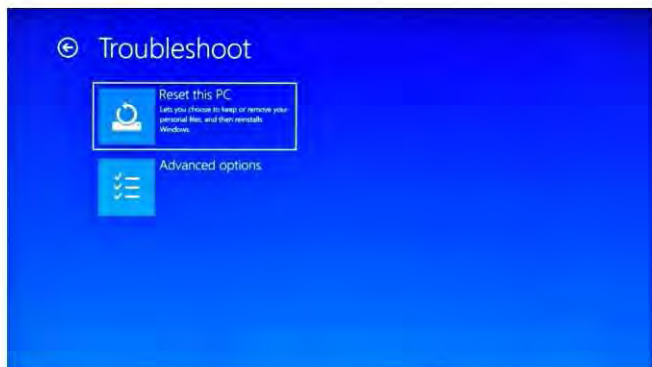 Troubleshoot
Reset this PC
Lets you choose to keep or remove your
personal files, and then reinstalls
Windows.
Advanced options